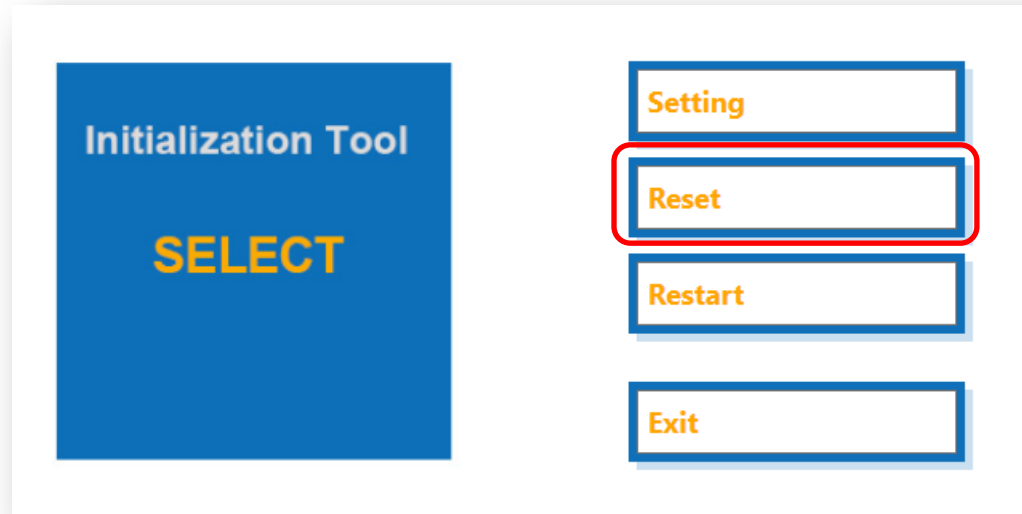 Initialization Tool
SELECT
Setting
Reset
Restart
Exit